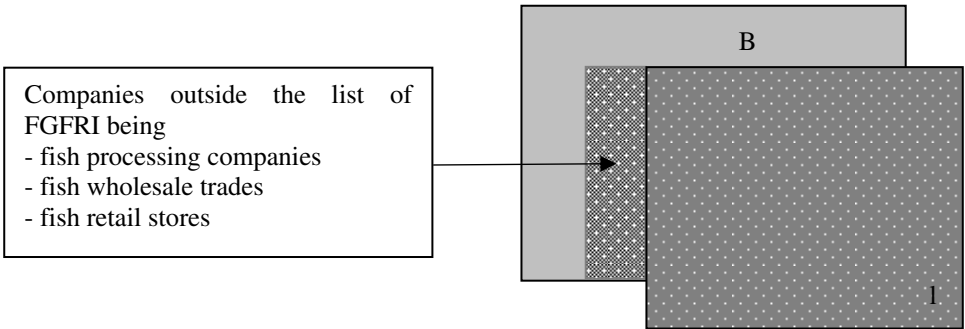 B
Companies outside the list of
FGFRI being
- fish processing companies
- fish wholesale trades
- fish retail stores
1